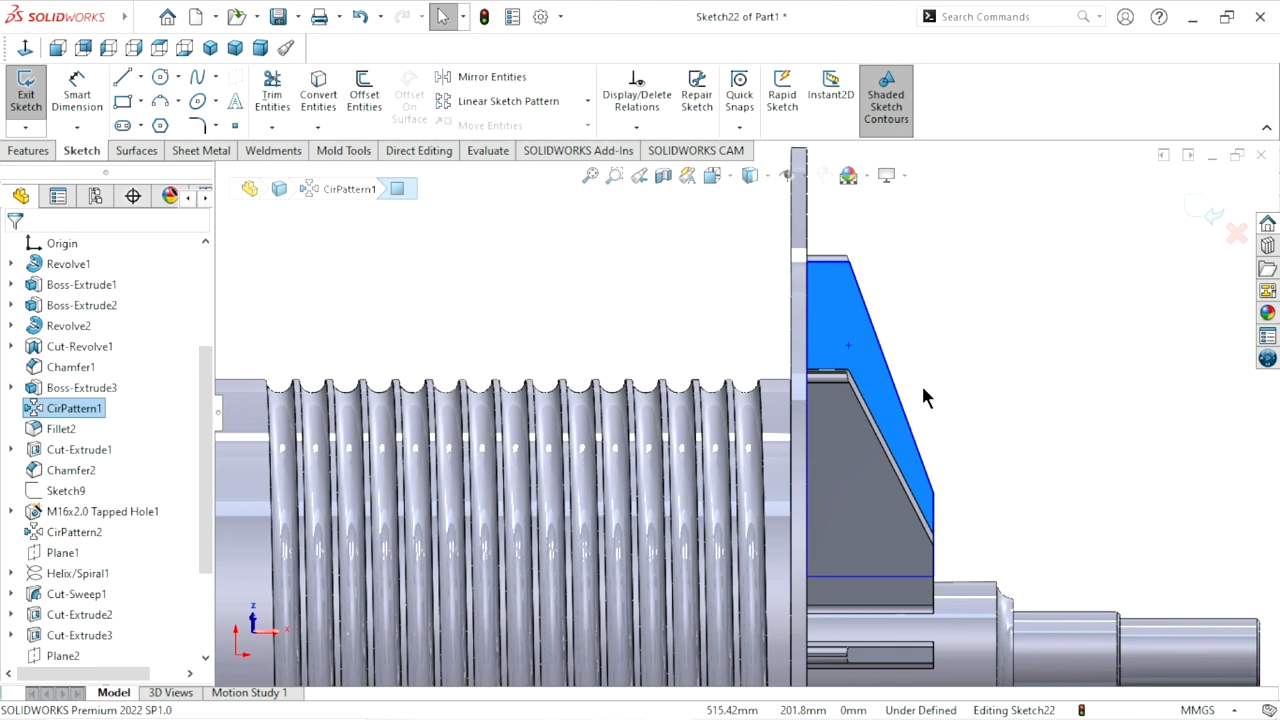 SOLIDWORKS
Sketch22 of Part1 *
Search Commands
Exit Sketch
Smart Dimension
Trim Entities
Convert Entities
Offset Entities
Offset On Surface
Mirror Entities
Linear Sketch Pattern
Move Entities
Display/Delete Relations
Repair Sketch
Quick Snaps
Rapid Sketch
Instant2D
Shaded Sketch Contours
Features
Sketch
Surfaces
Sheet Metal
Weldments
Mold Tools
Direct Editing
Evaluate
SOLIDWORKS Add-Ins
SOLIDWORKS CAM
CirPattern1
Origin
Revolve1
Boss-Extrude1
Boss-Extrude2
Revolve2
Cut-Revolve1
Chamfer1
Boss-Extrude3
CirPattern1
Fillet2
Cut-Extrude1
Chamfer2
Sketch9
M16x2.0 Tapped Hole1
CirPattern2
Plane1
Helix/Spiral1
Cut-Sweep1
Cut-Extrude2
Cut-Extrude3
Plane2
z
x
Model
3D Views
Motion Study 1
SOLIDWORKS Premium 2022 SP1.0
515.42mm
201.8mm
0mm
Under Defined
Editing Sketch22
MMGS